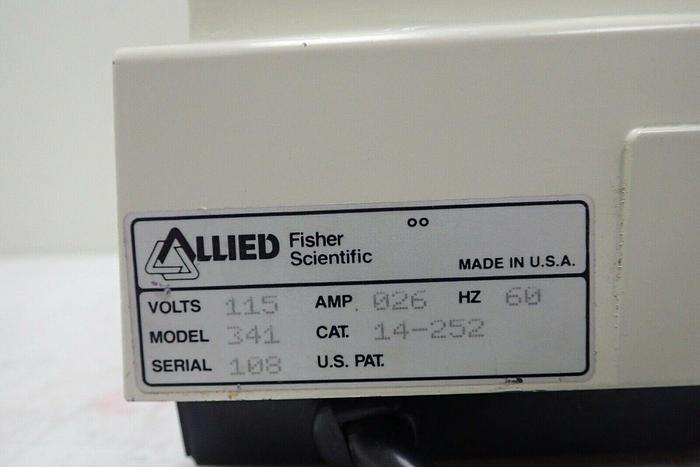 ALLIED Fisher Scientific
MADE IN U.S.A.
VOLTS 115 AMP .026 HZ 60
MODEL 341 CAT. 14-252
SERIAL 108 U.S. PAT.